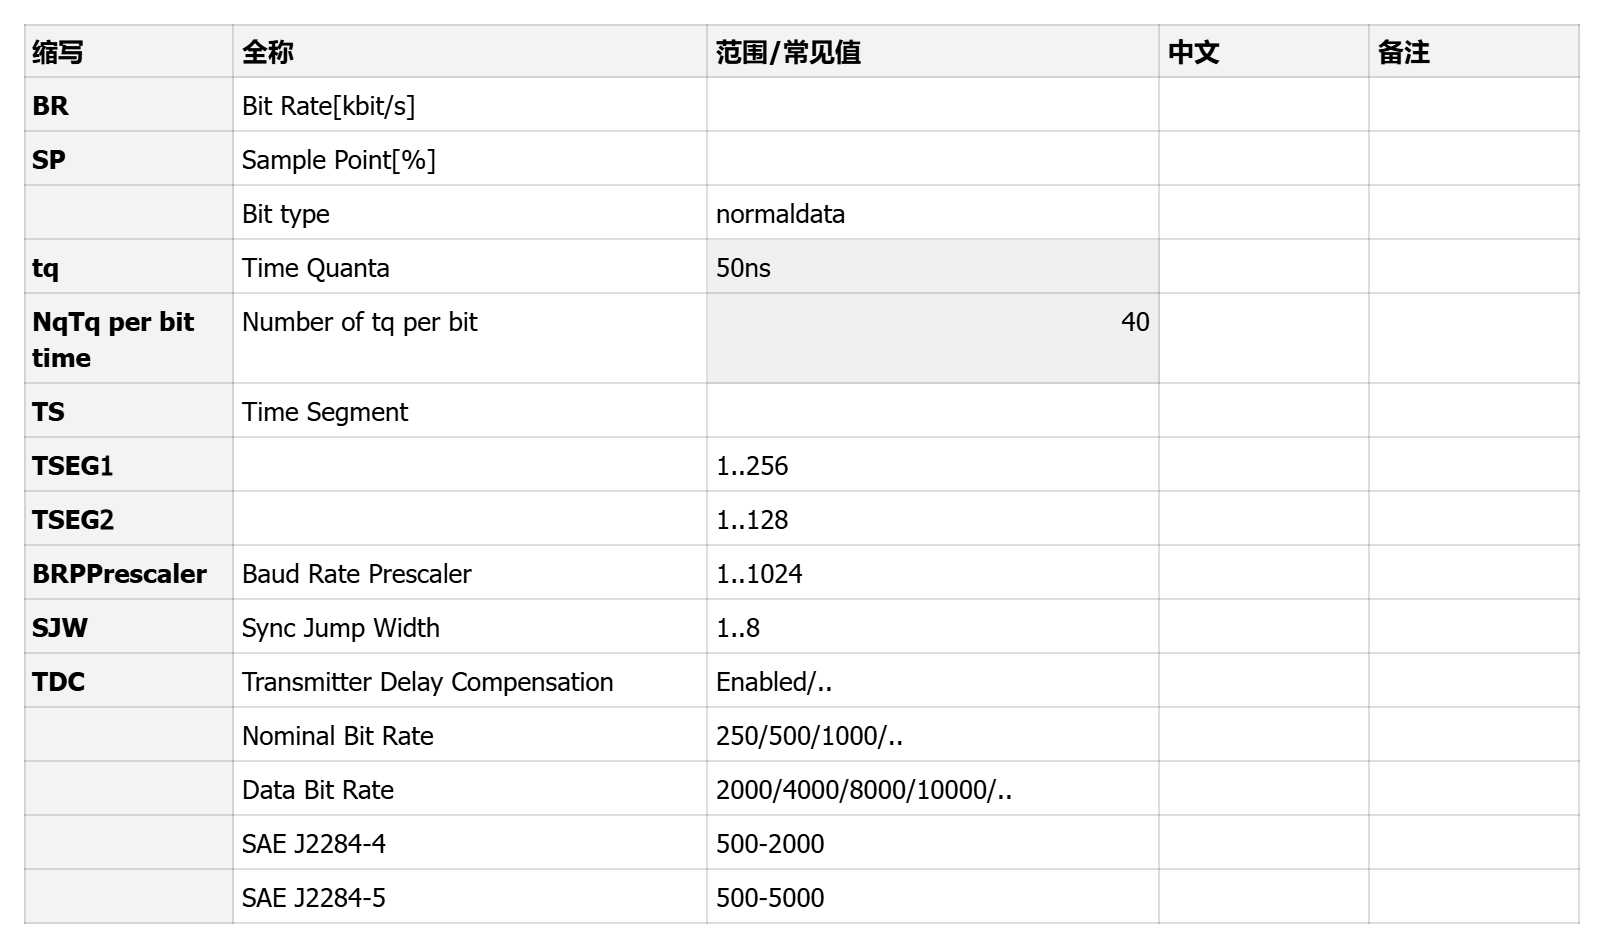 缩写 全称 范围/常见值 中文 备注
BR Bit Rate[kbit/s]
SP Sample Point[%]
Bit type normaldata
tq Time Quanta 50ns
NqTq per bit Number of tq per bit 40
time
TS Time Segment
TSEG1 1..256
TSEG2 1..128
BRPPrescaler Baud Rate Prescaler 1..1024
SJW Sync Jump Width 1..8
TDC Transmitter Delay Compensation Enabled/..
Nominal Bit Rate 250/500/1000/..
Data Bit Rate 2000/4000/8000/10000/..
SAE J2284-4 500-2000
SAE J2284-5 500-5000